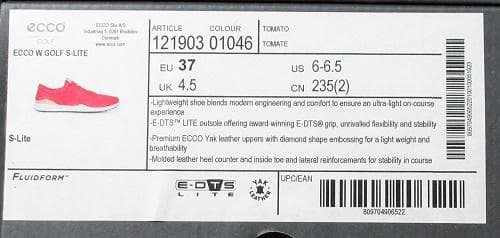 ecco
GOLF
ECCO Sko A/S
Industrivej 5, 6261 Bredebro
Denmark
www.ecco.com
ECCO W GOLF S-LITE
S-Lite
FLUIDFORM™
ARTICLE COLOUR
121903 01046
TOMATO
TOMATE
EU 37 US 6-6.5
UK 4.5 CN 235(2)
-Lightweight shoe blends modern engineering and comfort to ensure an ultra-light on-course
experience
-E-DTS™ LITE outsole offering award-winning E-DTS® grip, unrivalled flexibility and stability
-Premium ECCO Yak leather uppers with diamond shape embossing for a light weight and
breathability
-Molded leather heel counter and inside toe and lateral reinforcements for stability in course
E-DTS
LITE
YAK
LEATHER
UPC/EAN
809704906522